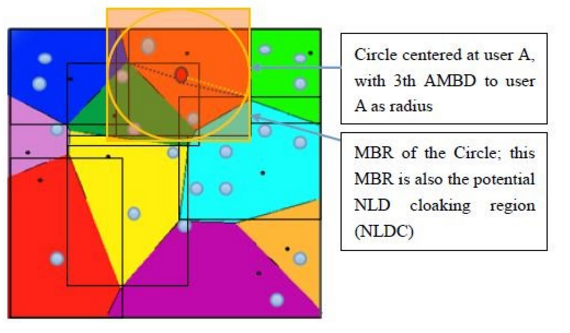 Circle centered at user A,
with 3th AMBD to user
A as radius
MBR of the Circle; this
MBR is also the potential
NLD cloaking region
(NLDC)